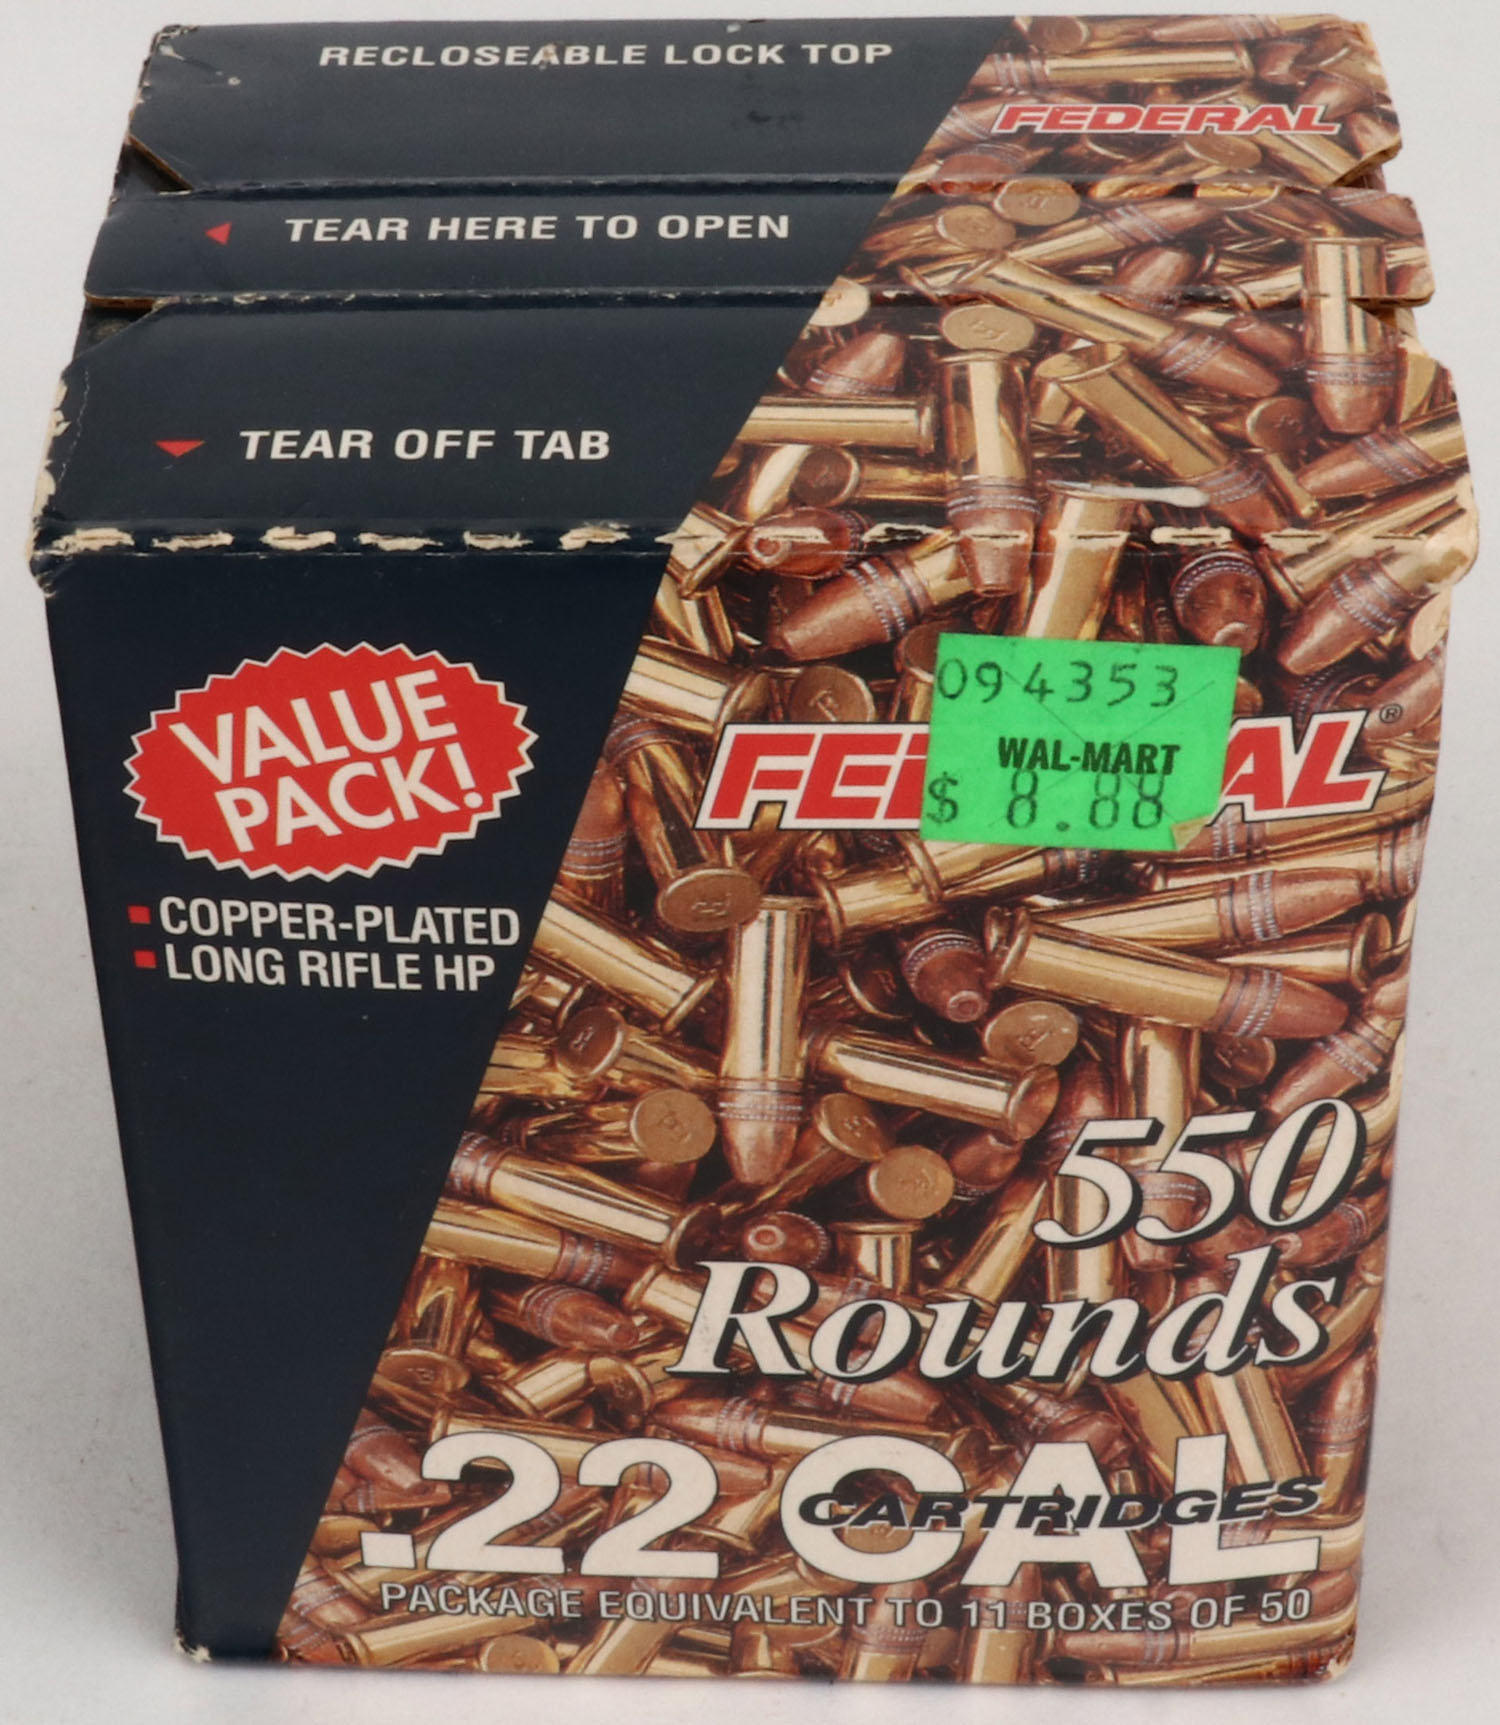 RECLOSEABLE LOCK TOP
FEDERAL
TEAR HERE TO OPEN
TEAR OFF TAB
VALUE
PACK!
COPPER-PLATED
LONG RIFLE HP
094353
WAL-MART
$ 8.88
FEDERAL®
550
Rounds
.22 CAL
CARTRIDGES
PACKAGE EQUIVALENT TO 11 BOXES OF 50